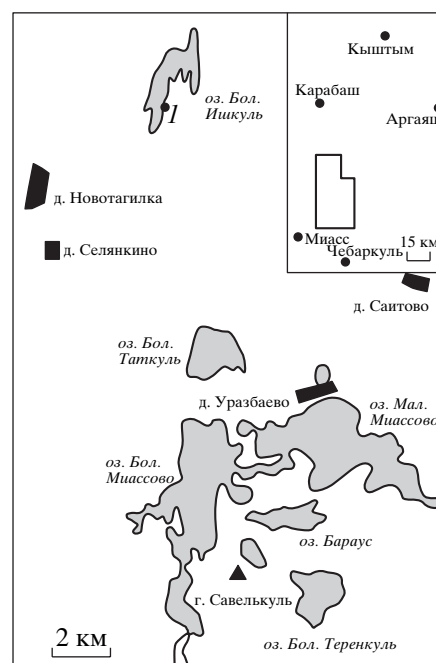 Кыштым
Карабаш
Аргаяш
Миасс
15 км
Чебаркуль
оз. Бол.
Ишкуль
1
д. Новотагилка
д. Селянкино
д. Саитово
оз. Бол.
Таткуль
д. Уразбаево
оз. Мал.
Миассово
оз. Бол.
Миассово
оз. Бараус
г. Савелькуль
оз. Бол. Теренкуль
2 км